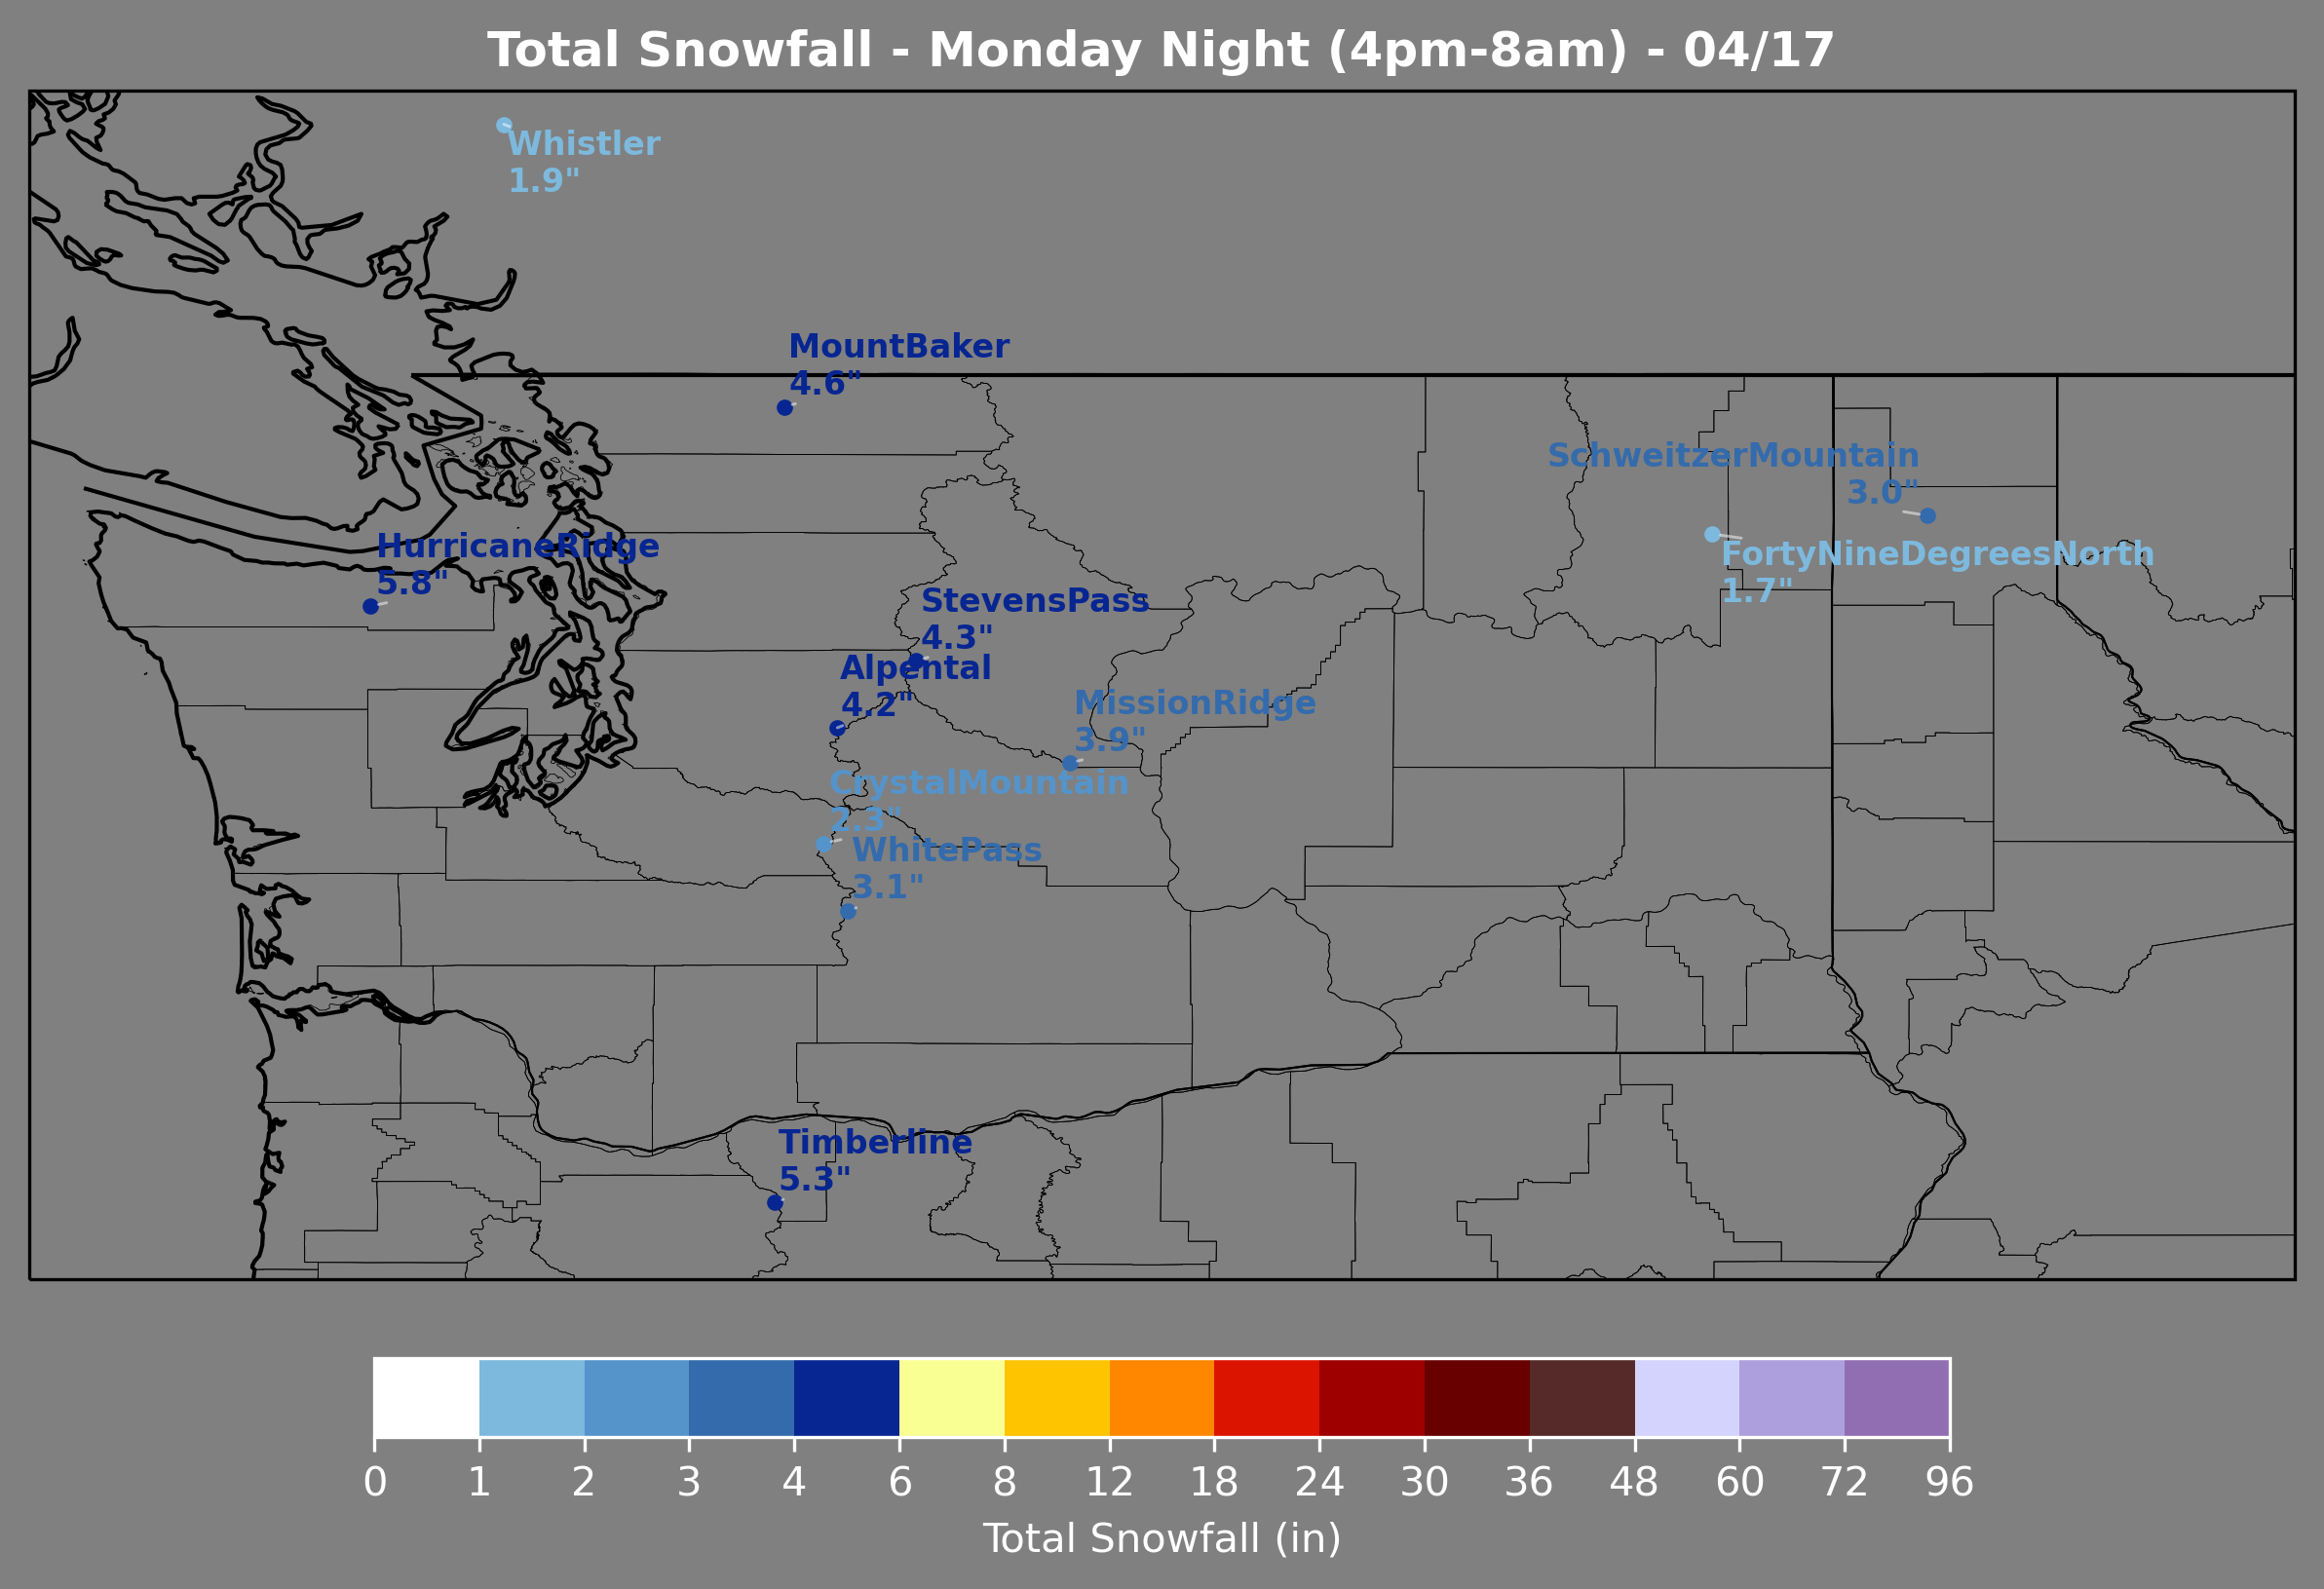 Total Snowfall - Monday Night (4pm-8am) - 04/17
Whistler
1.9"
MountBaker
4.6"
SchweitzerMountain
3.0"
HurricaneRidge
5.8"
FortyNineDegreesNorth
1.7"
StevensPass
4.3"
Alpental
4.2"
MissionRidge
3.9"
CrystalMountain
2.3"
WhitePass
3.1"
Timberline
5.3"
0 1 2 3 4 6 8 12 18 24 30 36 48 60 72 96
Total Snowfall (in)